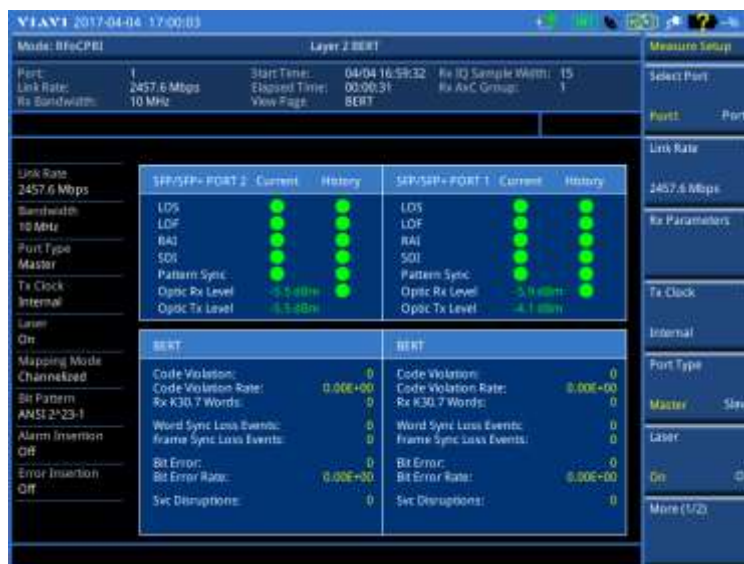 VIAVI 2017-04-04 17:00:03
Mode: RFoCPRI
Layer 2 BERT
Port: 1
Link Rate: 2457.6 Mbps
Rx Bandwidth: 10 MHz
Start Time: 04/04 16:59:32
Elapsed Time: 00:00:31
View Page BERT
Rx IQ Sample Width: 15
Rx AxC Group: 1
Link Rate
2457.6 Mbps
Bandwidth
10 MHz
Port Type
Master
Tx Clock
Internal
Laser
On
Mapping Mode
Channelized
Bit Pattern
ANSI 2^23-1
Alarm Insertion
Off
Error Insertion
Off
SFP/SFP+ PORT 2 Current History
LOS
LOF
RAI
SDI
Pattern Sync
Optic Rx Level -5.5 dBm
Optic Tx Level -5.5 dBm
SFP/SFP+ PORT 1 Current History
LOS
LOF
RAI
SDI
Pattern Sync
Optic Rx Level -5.9 dBm
Optic Tx Level -4.1 dBm
BERT
Code Violation: 0
Code Violation Rate: 0.00E+00
Rx K30.7 Words: 0
Word Sync Loss Events: 0
Frame Sync Loss Events: 0
Bit Error: 0
Bit Error Rate: 0.00E+00
Svc Disruptions: 0
BERT
Code Violation: 0
Code Violation Rate: 0.00E+00
Rx K30.7 Words: 0
Word Sync Loss Events: 0
Frame Sync Loss Events: 0
Bit Error: 0
Bit Error Rate: 0.00E+00
Svc Disruptions: 0
Measure Setup
Select Port
Port1 Por
Link Rate
2457.6 Mbps
Rx Parameters
Tx Clock
Internal
Port Type
Master Slav
Laser
On O
More (1/2)